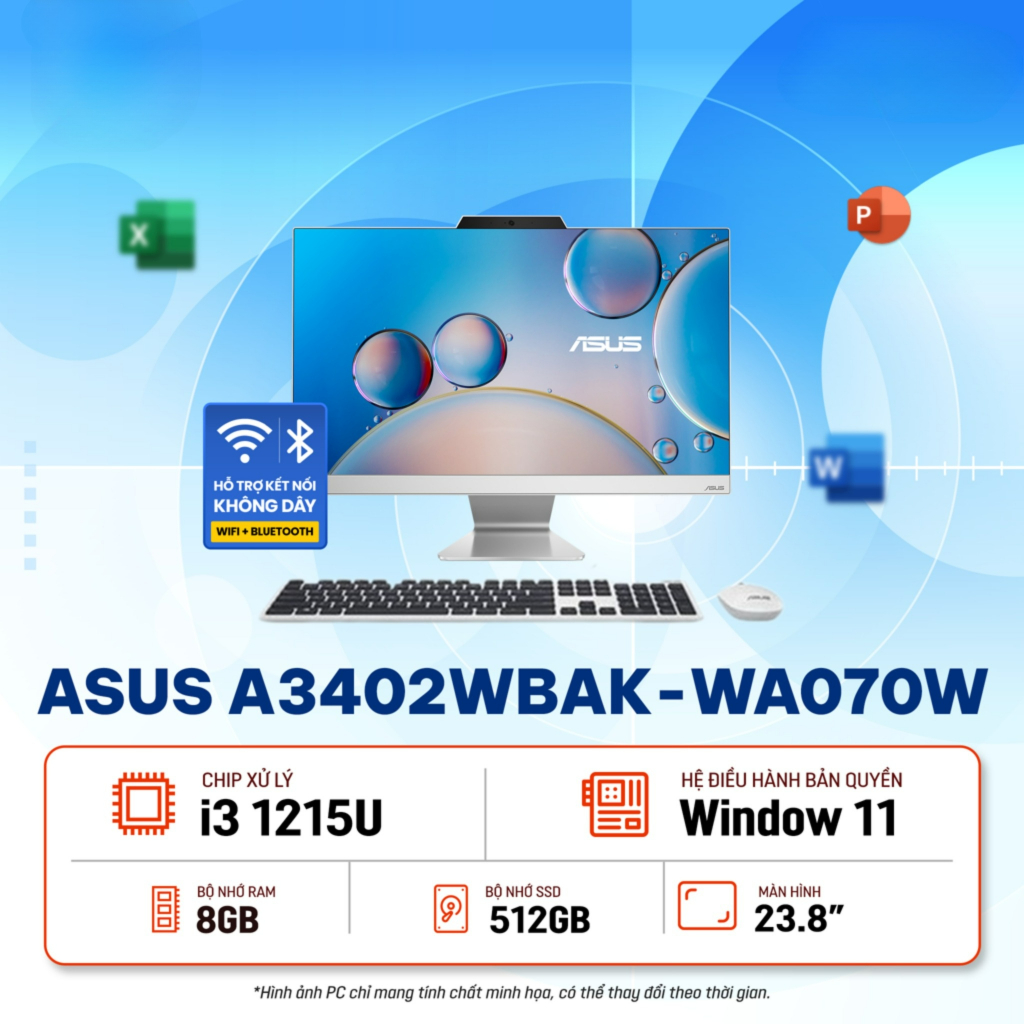 X
P
ASUS
W
ASUS
HỖ TRỢ KẾT NỐI
KHÔNG DÂY
WIFI + BLUETOOTH
ASUS
ASUS A3402WBAK-WA070W
CHIP XỬ LÝ
i3 1215U
HỆ ĐIỀU HÀNH BẢN QUYỀN
Window 11
BỘ NHỚ RAM
8GB
BỘ NHỚ SSD
512GB
MÀN HÌNH
23.8”
*Hình ảnh PC chỉ mang tính chất minh họa, có thể thay đổi theo thời gian.